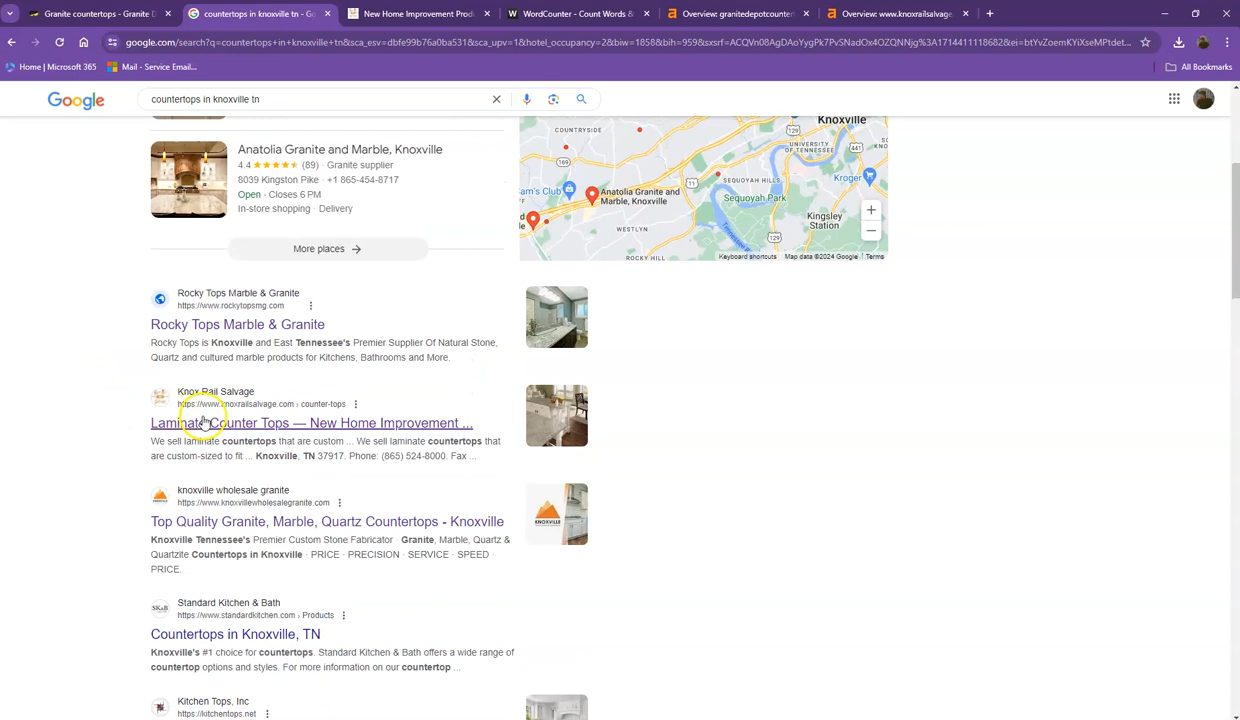 Granite countertops - Granite D
countertops in knoxville tn - Go
New Home Improvement Prod
WordCounter - Count Words &
Overview: granitedepotcounter
Overview: www.knoxrailsalvage.
Home | Microsoft 365
Mail - Service Email...
All Bookmarks
Google
countertops in knoxville tn
Anatolia Granite and Marble, Knoxville
4.4 (89) · Granite supplier
8039 Kingston Pike · +1 865-454-8717
Open · Closes 6 PM
In-store shopping · Delivery
More places
COUNTRYSIDE
Knoxville
UNIVERSITY OF TENNESSEE
SEQUOYAH HILLS
Sequoyah Park
Kroger
am's Club
Anatolia Granite and Marble, Knoxville
WESTLYN
Kingsley Station
ROCKY HILL
129
441
169
11
129
Keyboard shortcuts
Map data ©2024 Google
Terms
Rocky Tops Marble & Granite
https://www.rockytopsmg.com
Rocky Tops Marble & Granite
Rocky Tops is Knoxville and East Tennessee's Premier Supplier Of Natural Stone,
Quartz and cultured marble products for Kitchens, Bathrooms and More.
Knox Rail Salvage
https://www.knoxrailsalvage.com › counter-tops
Laminate Counter Tops — New Home Improvement ...
We sell laminate countertops that are custom ... We sell laminate countertops that
are custom-sized to fit ... Knoxville, TN 37917. Phone: (865) 524-8000. Fax ...
knoxville wholesale granite
https://www.knoxvillewholesalegranite.com
Top Quality Granite, Marble, Quartz Countertops - Knoxville
Knoxville Tennessee's Premier Custom Stone Fabricator · Granite, Marble, Quartz &
Quartzite Countertops in Knoxville · PRICE · PRECISION · SERVICE · SPEED ·
PRICE.
KNOXVILLE
Standard Kitchen & Bath
https://www.standardkitchen.com › Products
Countertops in Knoxville, TN
Knoxville's #1 choice for countertops. Standard Kitchen & Bath offers a wide range of
countertop options and styles. For more information on our countertop ...
Kitchen Tops, Inc
https://kitchentops.net